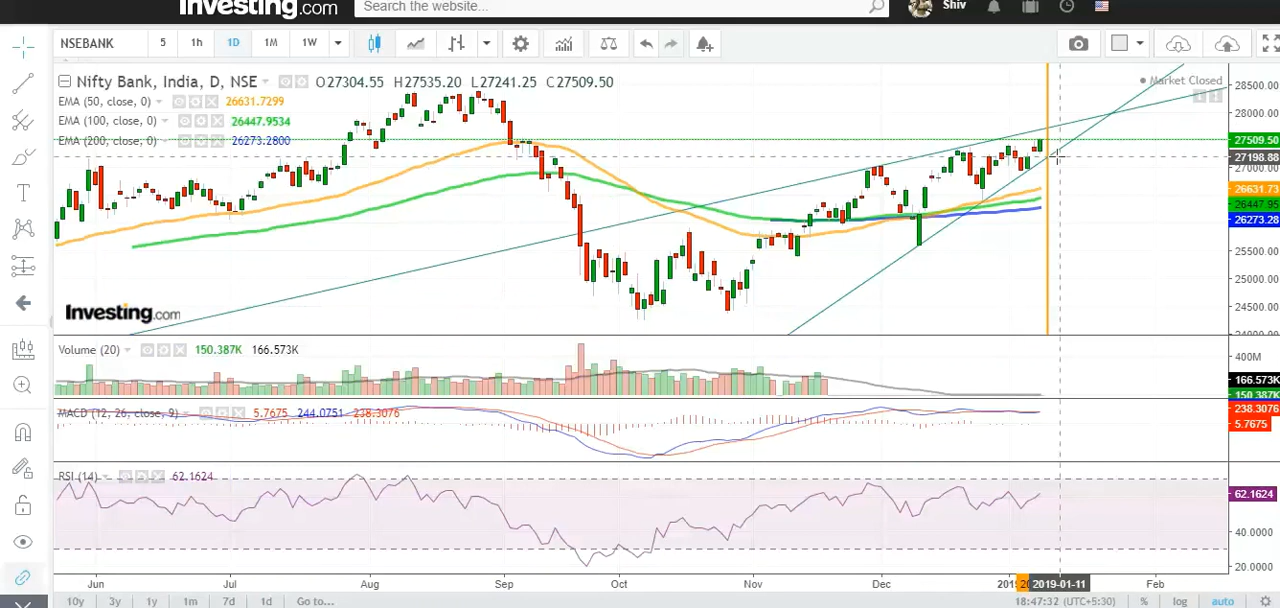 Investing.com Search the website... Shiv
NSEBANK 5 1h 1D 1M 1W
Nifty Bank, India, D, NSE O27304.55 H27535.20 L27241.25 C27509.50
Market Closed
EMA (50, close, 0) 26631.7299
EMA (100, close, 0) 26447.9534
EMA (200, close, 0) 26273.2800
28500.00
28000.00
27509.50
27198.88
27000.00
26631.73
26447.95
26273.28
25500.00
25000.00
24500.00
24000.00
Investing.com
Volume (20) 150.387K 166.573K
400M
166.573K
150.387K
MACD (12, 26, close, 9) 5.7675 244.0751 238.3076
238.3076
5.7675
RSI (14) 62.1624
62.1624
40.0000
20.0000
Jun Jul Aug Sep Oct Nov Dec 2019-01-11 Feb
10y 3y 1y 1m 7d 1d Go to... 18:47:32 (UTC+5:30) % log auto